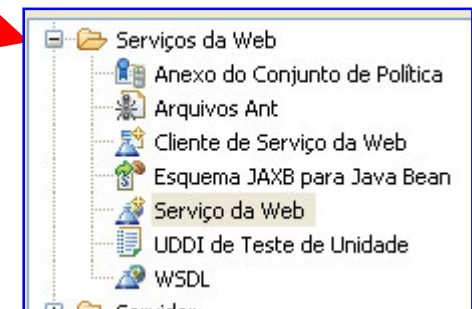 Serviços da Web
Anexo do Conjunto de Política
Arquivos Ant
Cliente de Serviço da Web
Esquema JAXB para Java Bean
Serviço da Web
UDDI de Teste de Unidade
WSDL